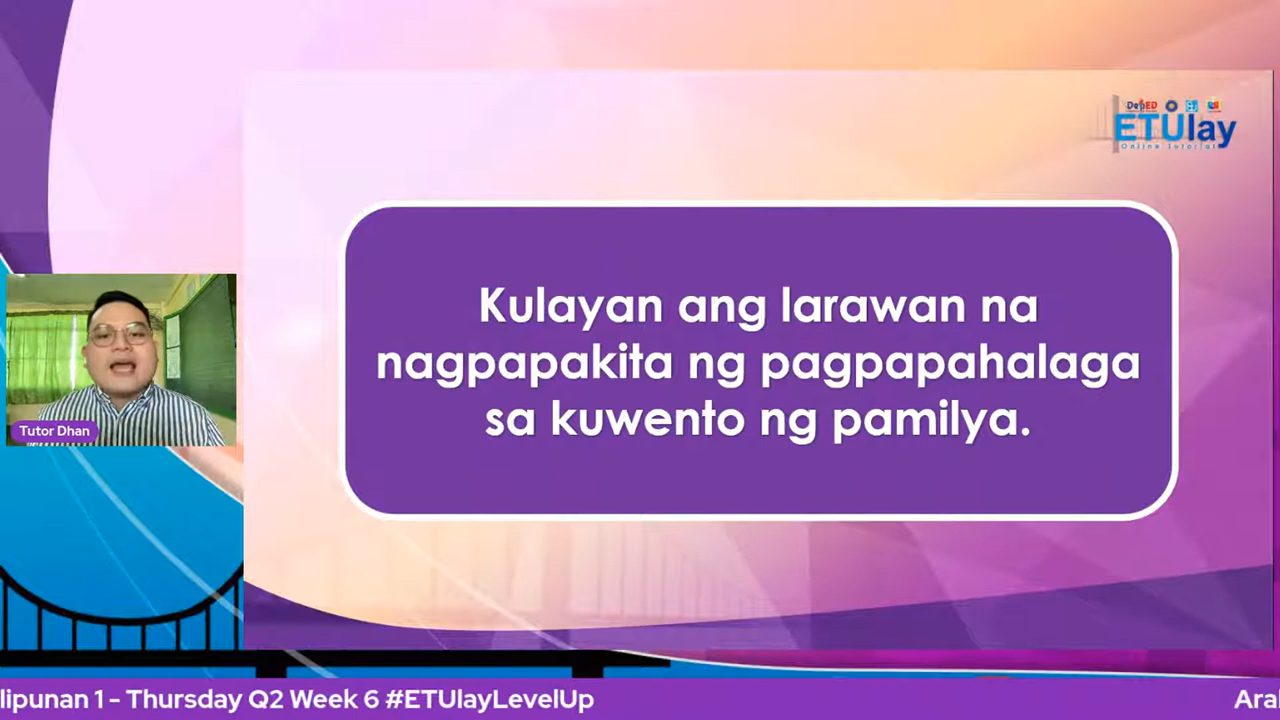 DepED
ETUlay
Online Tutorial
Kulayan ang larawan na
nagpapakita ng pagpapahalaga
sa kuwento ng pamilya.
Tutor Dhan
lipunan 1 - Thursday Q2 Week 6 #ETUlayLevelUp
Aral